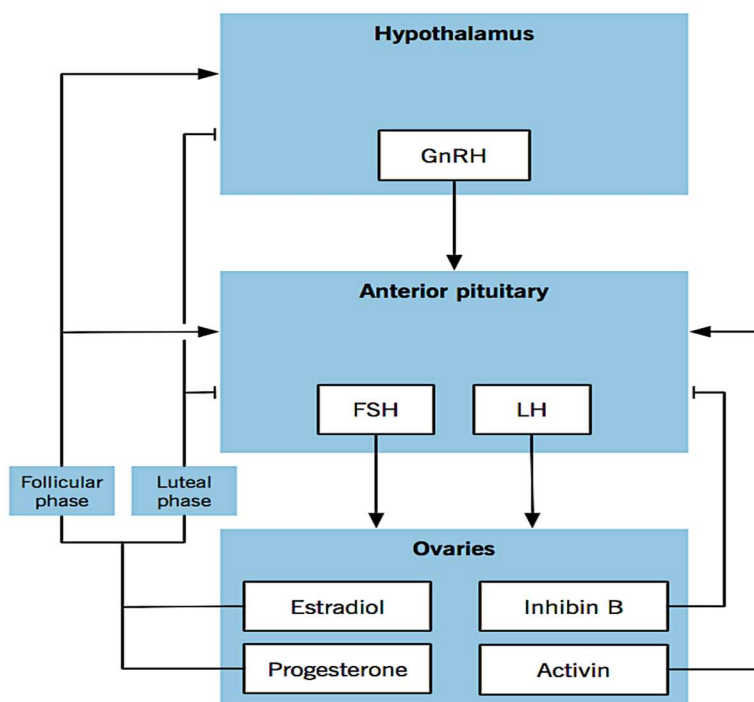 Hypothalamus
GnRH
Anterior pituitary
FSH
LH
Follicular
phase
Luteal
phase
Ovaries
Estradiol
Inhibin B
Progesterone
Activin